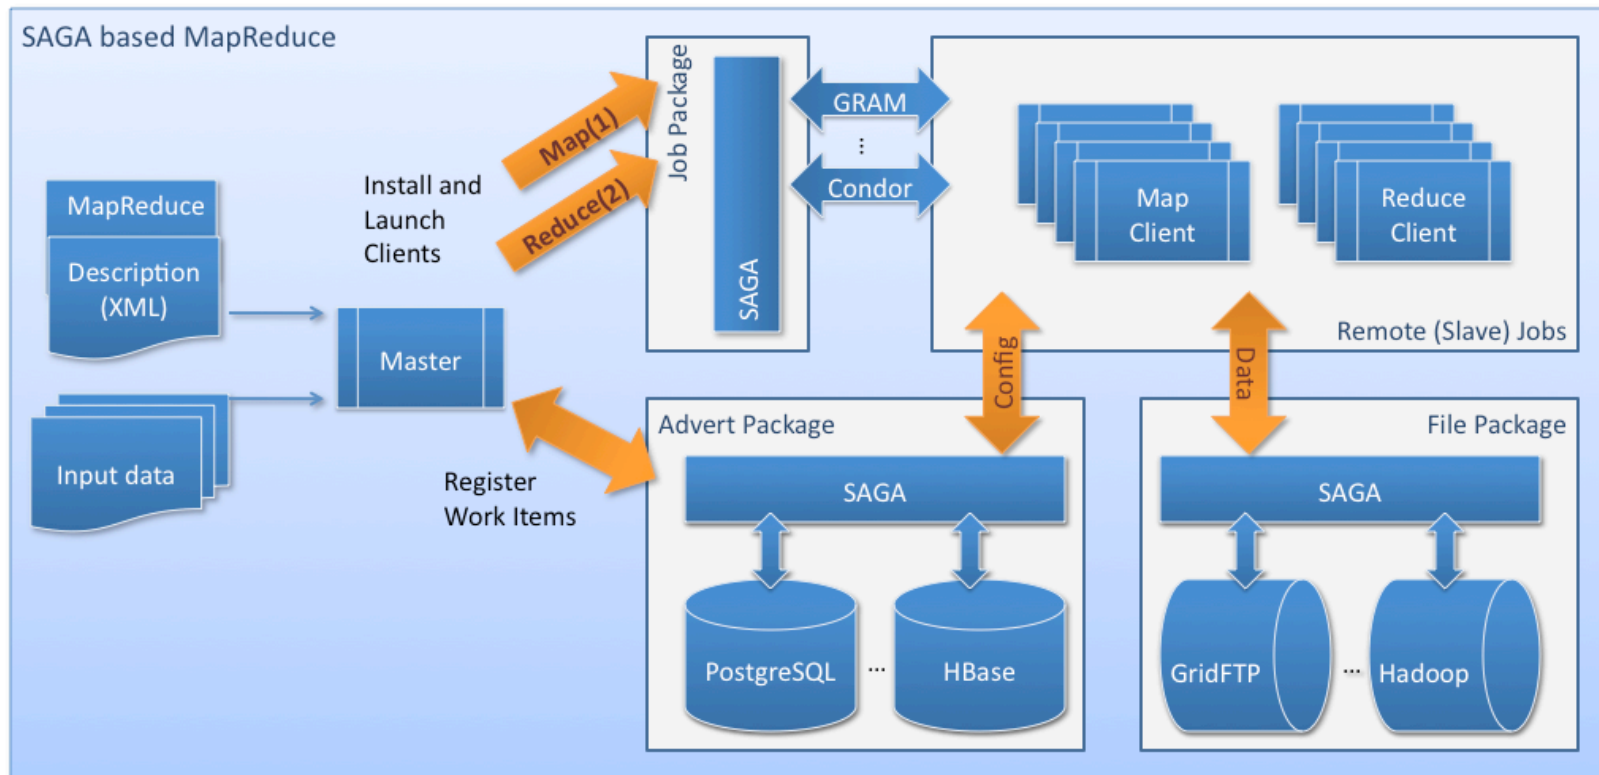 SAGA based MapReduce
MapReduce
Description
(XML)
Input data
Master
Install and
Launch
Clients
Map(1)
Reduce(2)
Register
Work Items
Job Package
SAGA
GRAM
...
Condor
Map
Client
Reduce
Client
Remote (Slave) Jobs
Config
Data
Advert Package
SAGA
PostgreSQL
...
HBase
File Package
SAGA
GridFTP
...
Hadoop